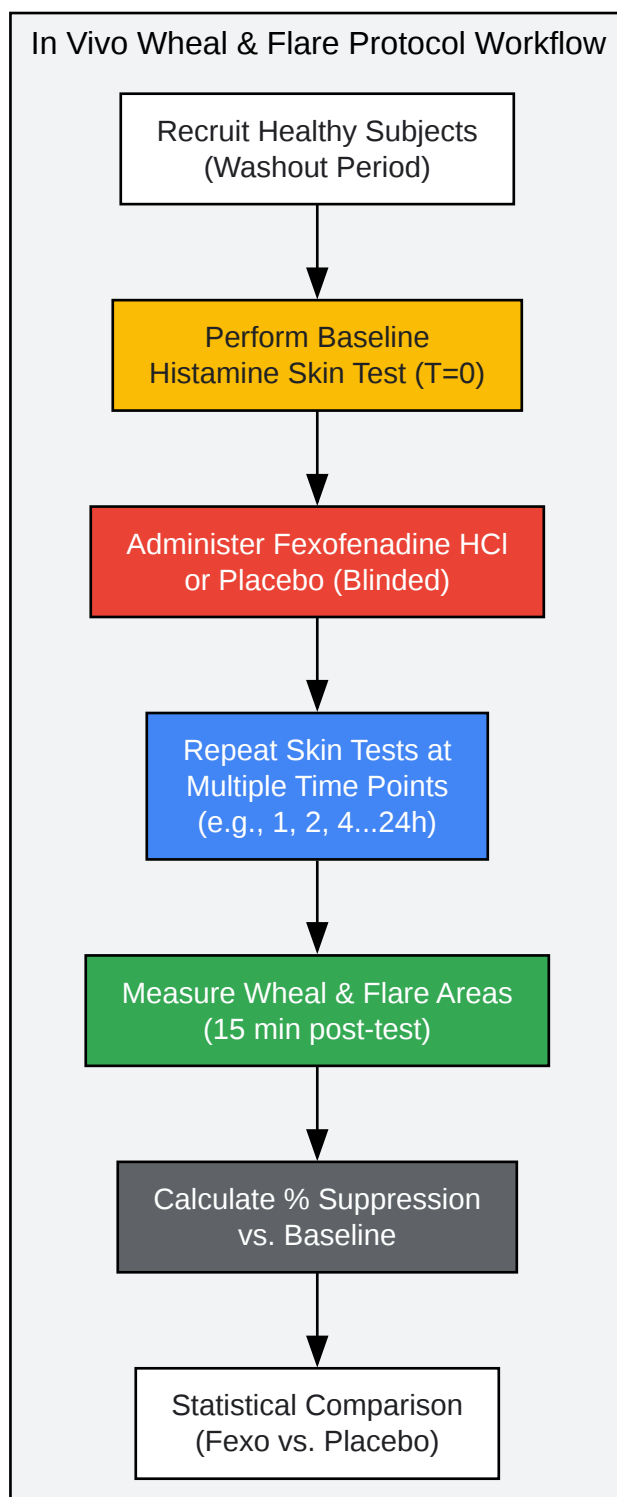 In Vivo Wheal & Flare Protocol Workflow
Recruit Healthy Subjects
(Washout Period)
Perform Baseline
Histamine Skin Test (T=0)
Administer Fexofenadine HCl
or Placebo (Blinded)
Repeat Skin Tests at
Multiple Time Points
(e.g., 1, 2, 4...24h)
Measure Wheal & Flare Areas
(15 min post-test)
Calculate % Suppression
vs. Baseline
Statistical Comparison
(Fexo vs. Placebo)